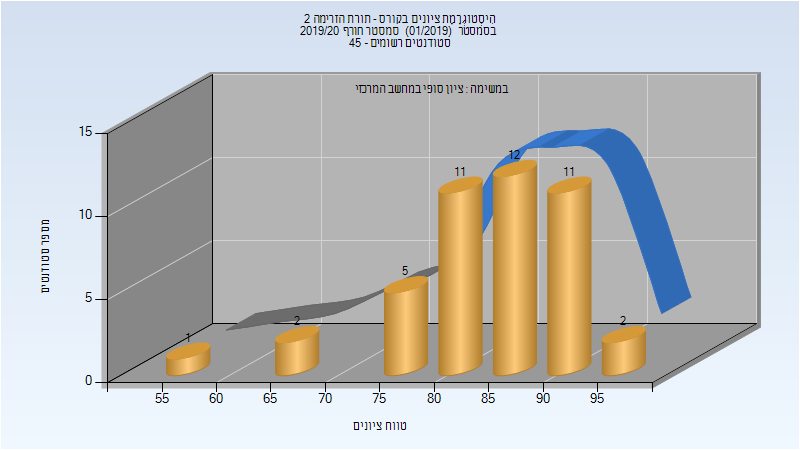 היסטוגרמת ציונים בקורס - תורת הזרימה 2
בסמסטר (01/2019) סמסטר חורף 2019/20
סטודנטים רשומים - 45
במשימה : ציון סופי במחשב המרכזי
מספר סטודנטים
15
10
5
0
1
2
5
11
12
11
2
55 60 65 70 75 80 85 90 95
טווח ציונים